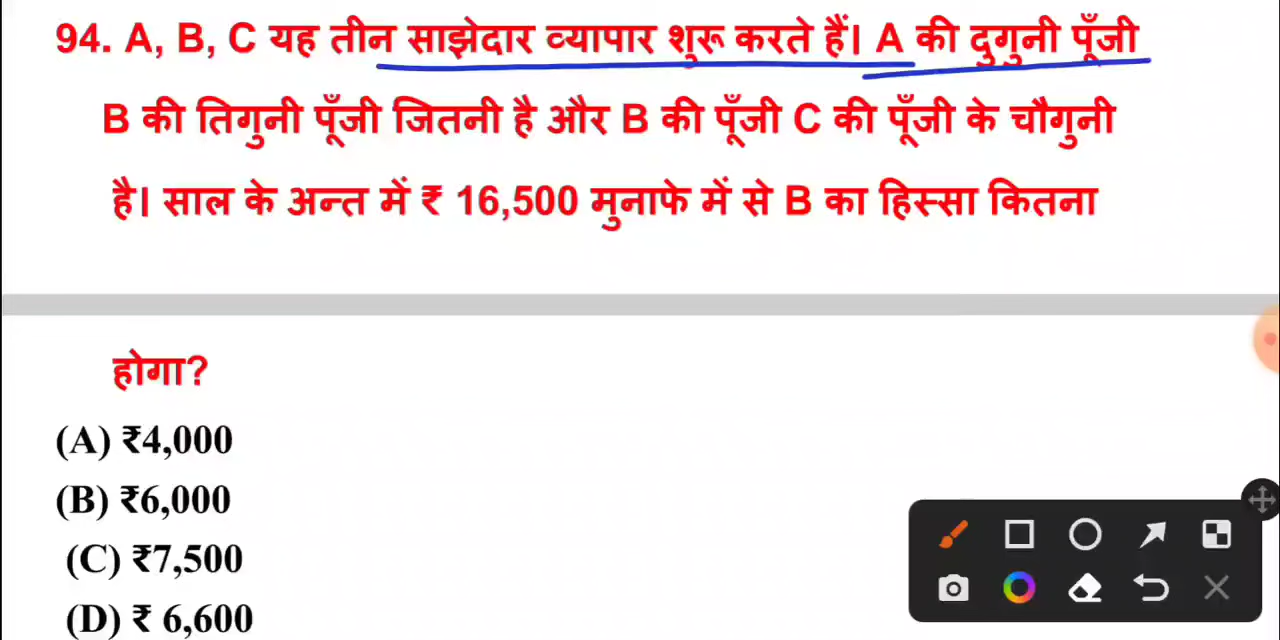 94. A, B, C यह तीन साझेदार व्यापार शुरू करते हैं। A की दुगुनी पूँजी
B की तिगुनी पूँजी जितनी है और B की पूँजी C की पूँजी के चौगुनी
है। साल के अन्त में ₹ 16,500 मुनाफे में से B का हिस्सा कितना
होगा?
(A) ₹4,000
(B) ₹6,000
(C) ₹7,500
(D) ₹ 6,600